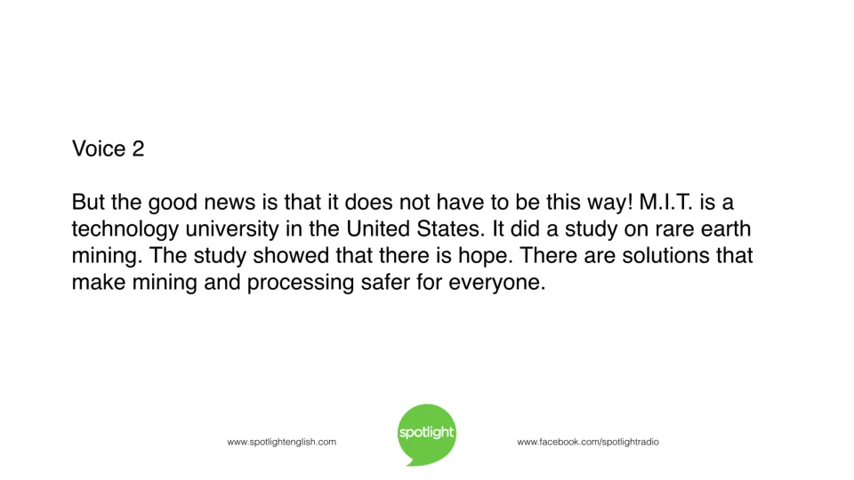 Voice 2
But the good news is that it does not have to be this way! M.I.T. is a
technology university in the United States. It did a study on rare earth
mining. The study showed that there is hope. There are solutions that
make mining and processing safer for everyone.
www.spotlightenglish.com
spotlight
www.facebook.com/spotlightradio